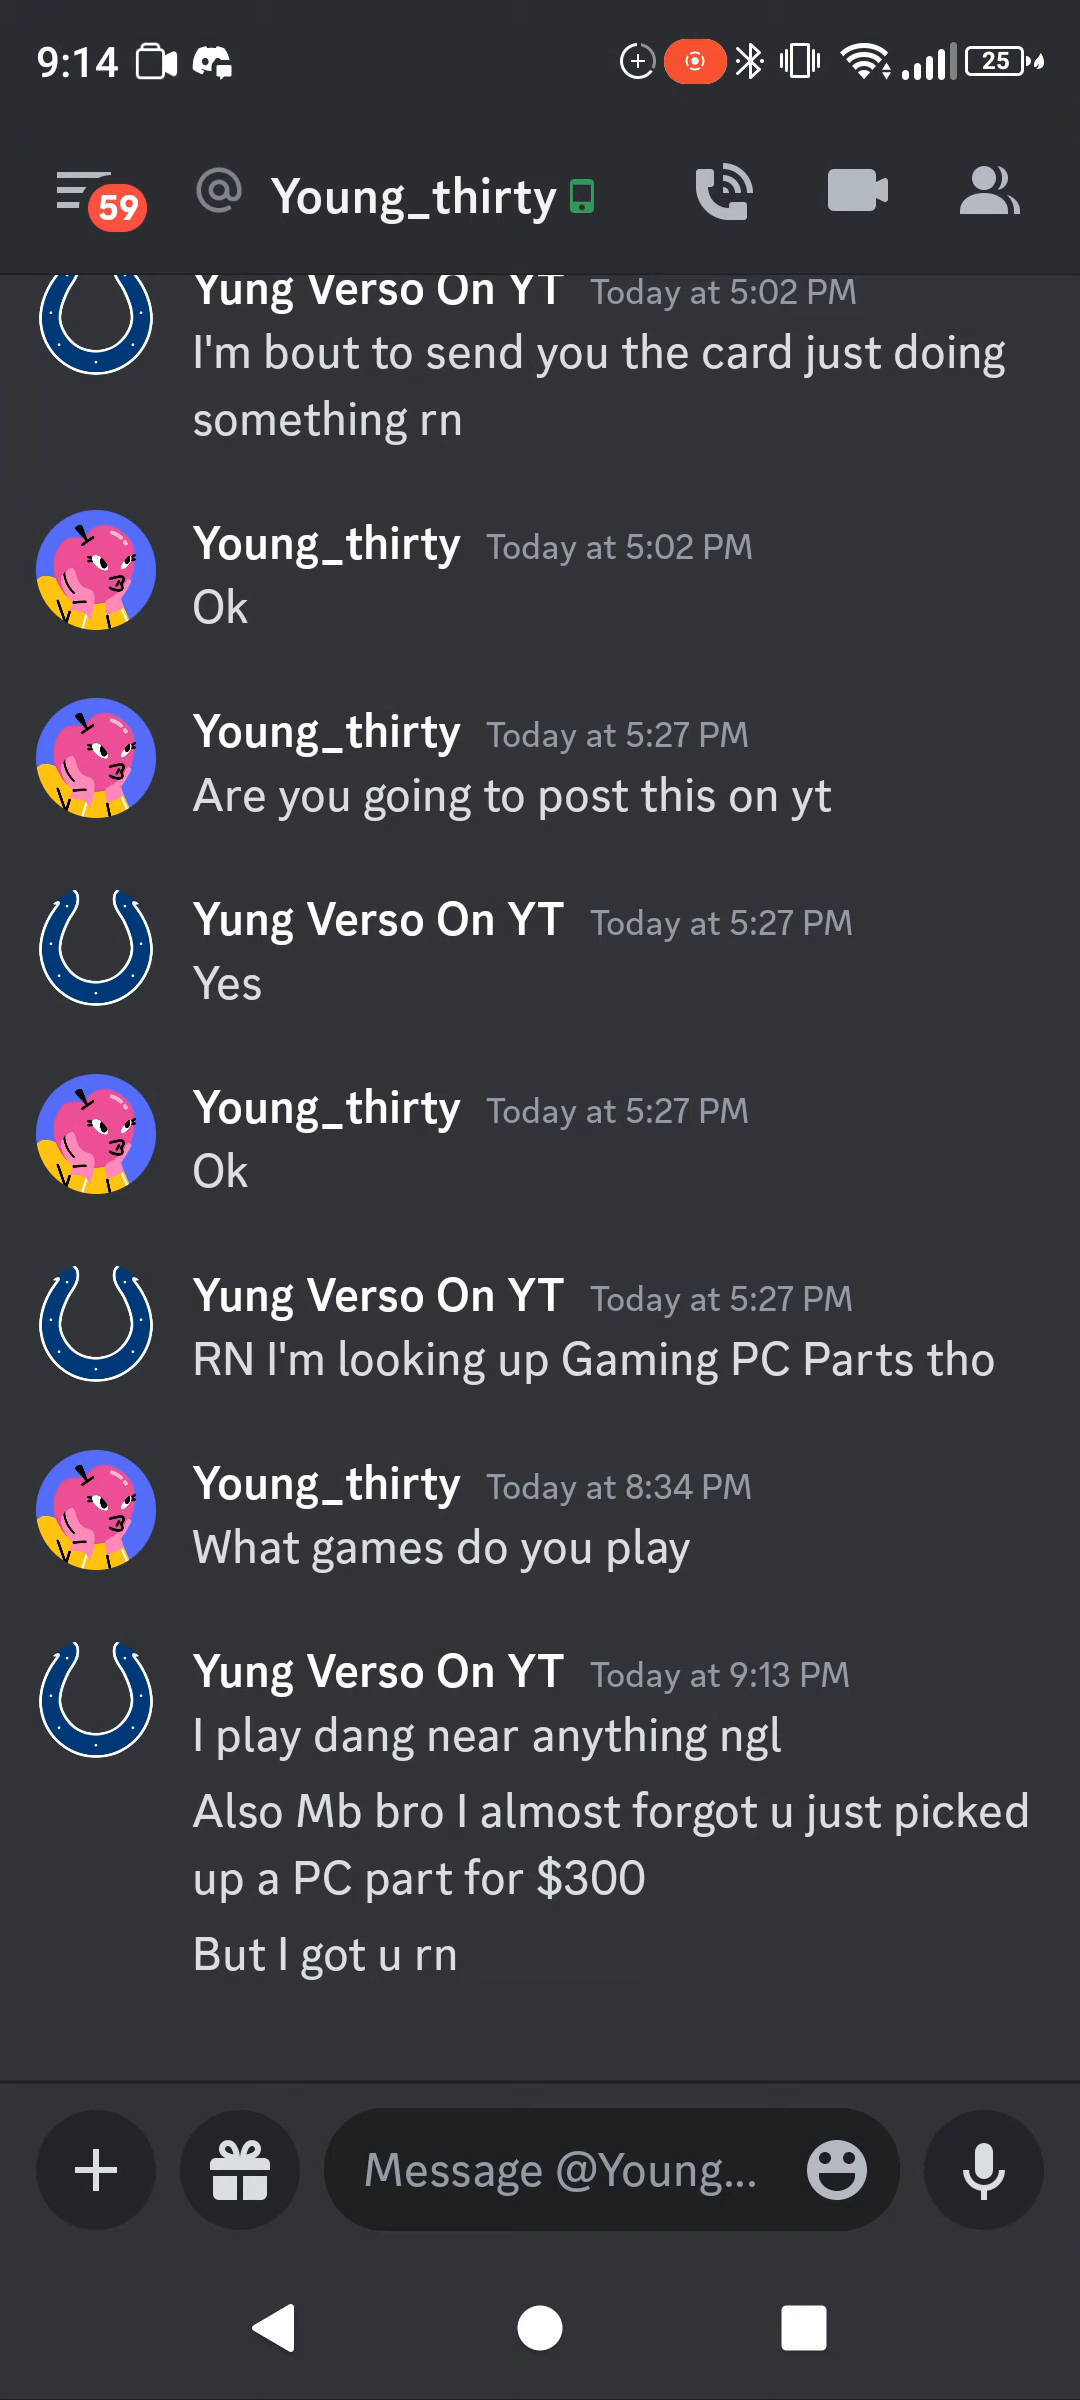 9:14
25
59
Young_thirty
Yung Verso On YT Today at 5:02 PM
I'm bout to send you the card just doing
something rn
Young_thirty Today at 5:02 PM
Ok
Young_thirty Today at 5:27 PM
Are you going to post this on yt
Yung Verso On YT Today at 5:27 PM
Yes
Young_thirty Today at 5:27 PM
Ok
Yung Verso On YT Today at 5:27 PM
RN I'm looking up Gaming PC Parts tho
Young_thirty Today at 8:34 PM
What games do you play
Yung Verso On YT Today at 9:13 PM
I play dang near anything ngl
Also Mb bro I almost forgot u just picked
up a PC part for $300
But I got u rn
Message @Young...